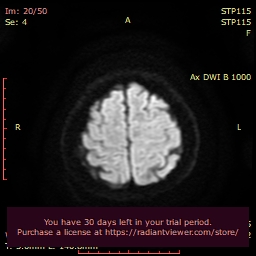 Im: 20/50
Se: 4
A
STP115
STP115
F
Ax DWI B 1000
R
L
You have 30 days left in your trial period.
Purchase a license at https://radiantviewer.com/store/